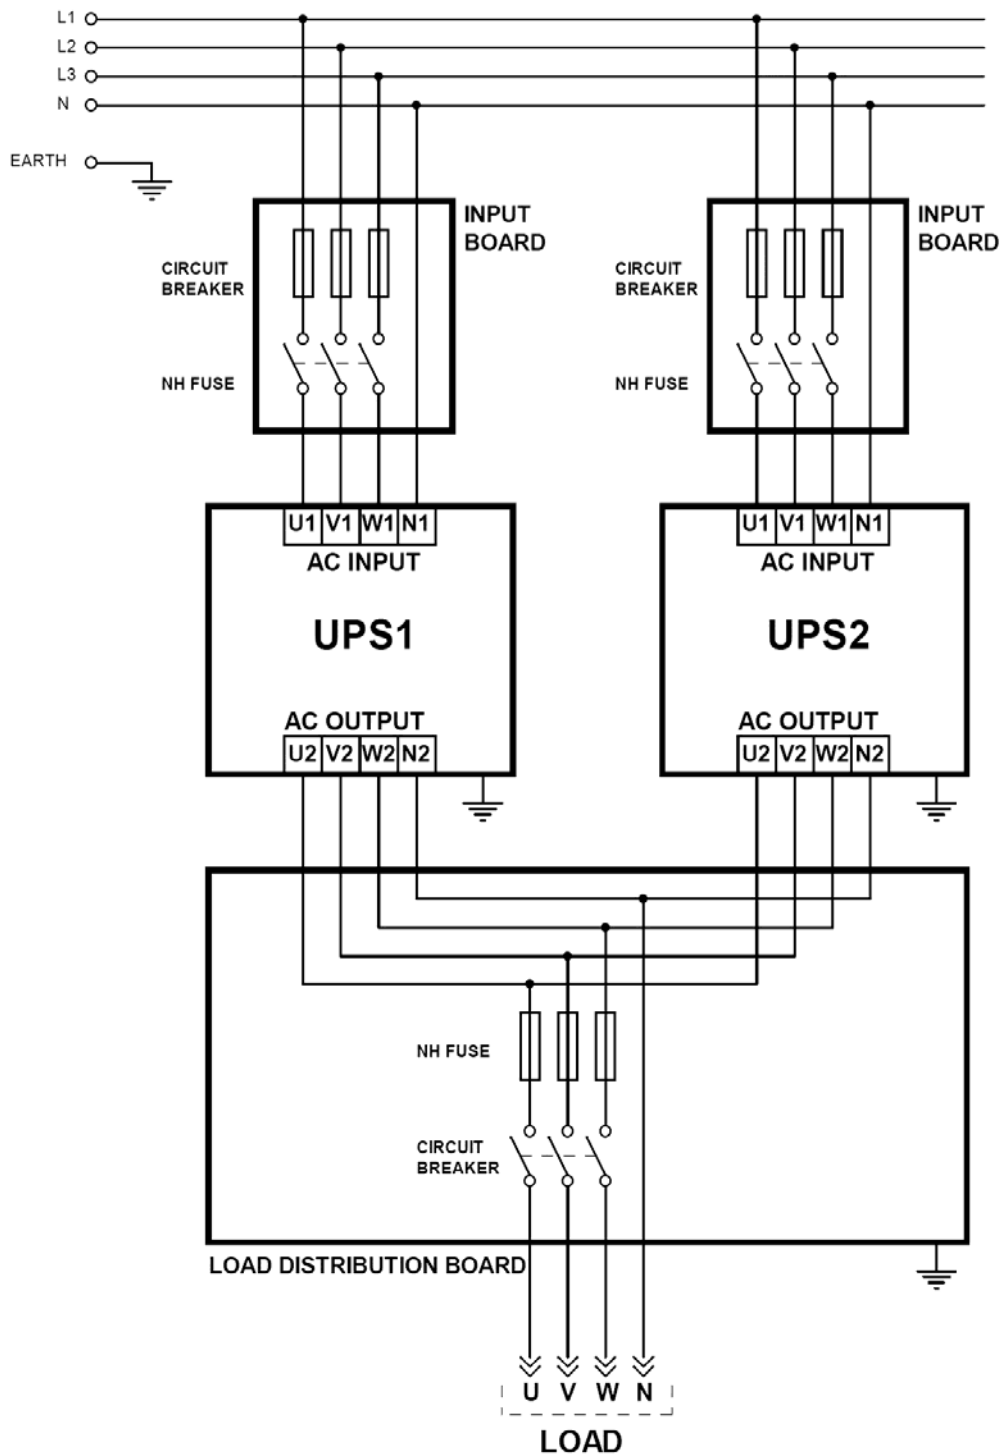 L1
L2
L3
N
EARTH
INPUT
BOARD
CIRCUIT
BREAKER
NH FUSE
INPUT
BOARD
CIRCUIT
BREAKER
NH FUSE
U1 V1 W1 N1
AC INPUT
UPS1
AC OUTPUT
U2 V2 W2 N2
U1 V1 W1 N1
AC INPUT
UPS2
AC OUTPUT
U2 V2 W2 N2
NH FUSE
CIRCUIT
BREAKER
LOAD DISTRIBUTION BOARD
U V W N
LOAD